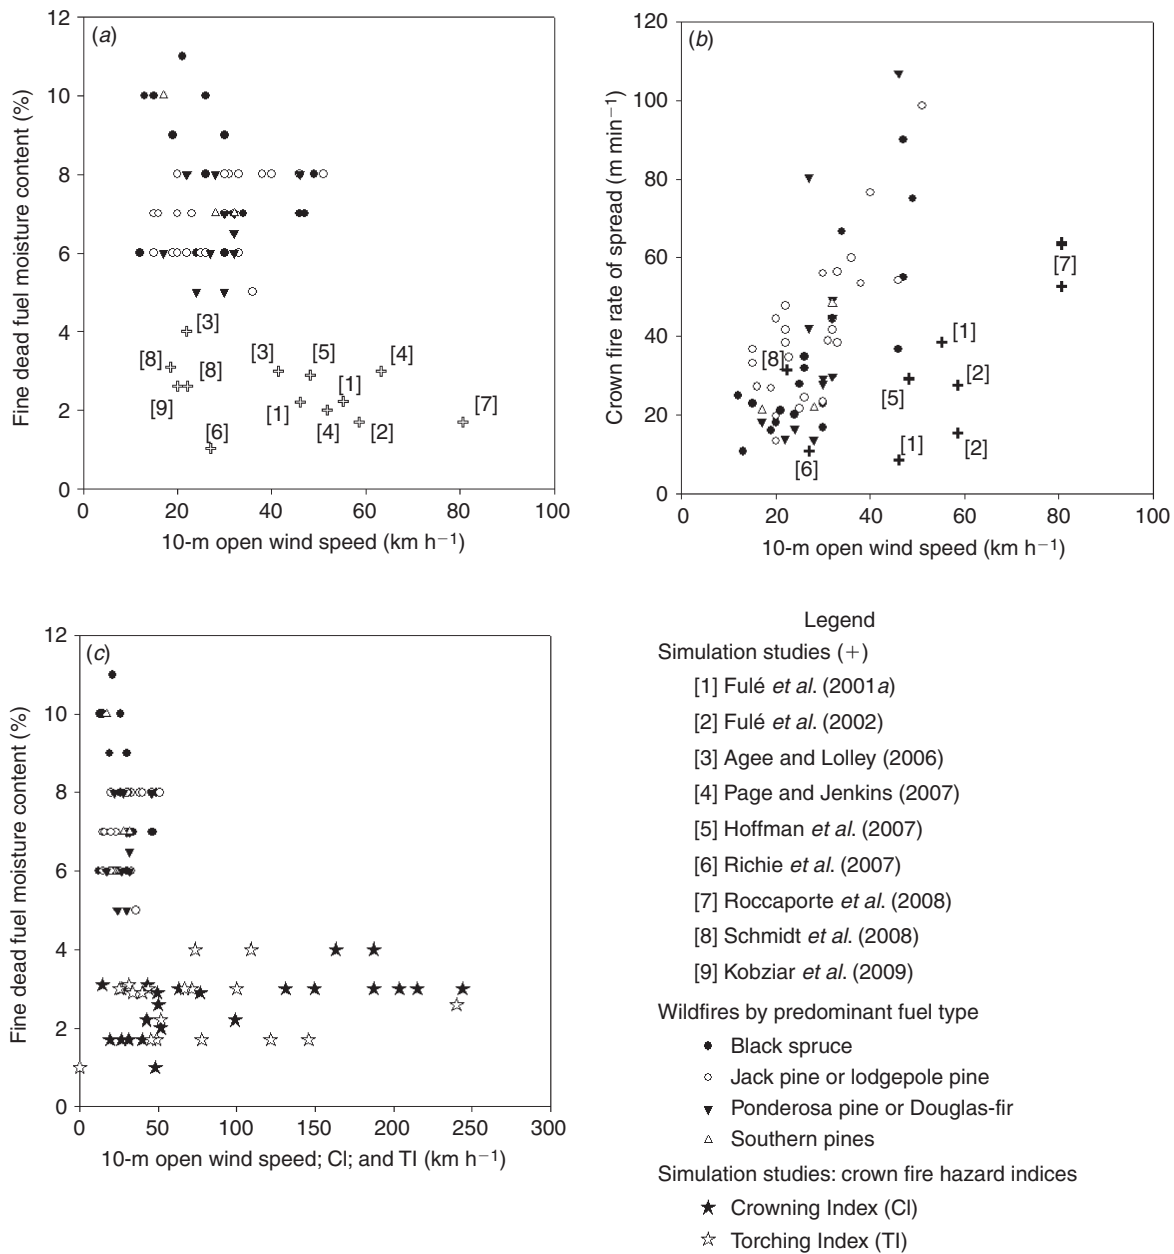 (a)
12
10
8
6
4
2
0
Fine dead fuel moisture content (%)
[3]
[8]
[8]
[9]
[6]
[3]
[5]
[4]
[1]
[1]
[4]
[2]
[7]
0 20 40 60 80 100
10-m open wind speed (km h−1)
(b)
120
100
80
60
40
20
0
Crown fire rate of spread (m min−1)
[7]
[1]
[8]
[2]
[5]
[1]
[2]
[6]
0 20 40 60 80 100
10-m open wind speed (km h−1)
(c)
12
10
8
6
4
2
0
Fine dead fuel moisture content (%)
0 50 100 150 200 250 300
10-m open wind speed; CI; and TI (km h−1)
Legend
Simulation studies (+)
[1] Fulé et al. (2001a)
[2] Fulé et al. (2002)
[3] Agee and Lolley (2006)
[4] Page and Jenkins (2007)
[5] Hoffman et al. (2007)
[6] Richie et al. (2007)
[7] Roccaporte et al. (2008)
[8] Schmidt et al. (2008)
[9] Kobziar et al. (2009)
Wildfires by predominant fuel type
Black spruce
Jack pine or lodgepole pine
Ponderosa pine or Douglas-fir
Southern pines
Simulation studies: crown fire hazard indices
Crowning Index (CI)
Torching Index (TI)